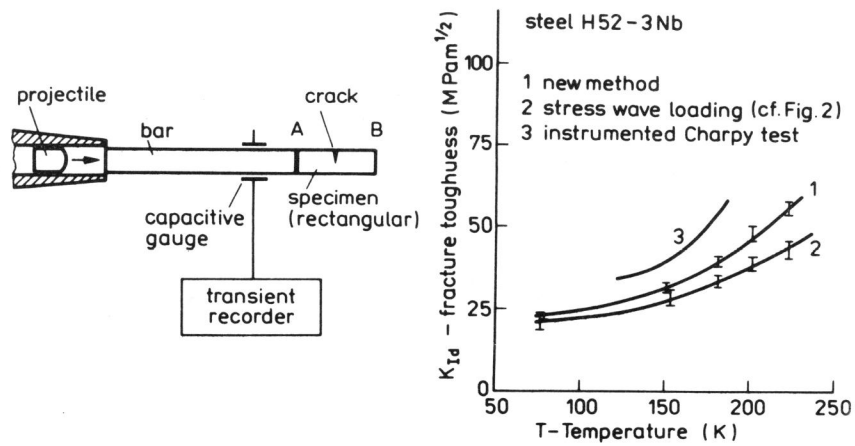 projectile
bar
A
crack
B
specimen
(rectangular)
capacitive
gauge
transient
recorder
steel H52-3Nb
1 new method
2 stress wave loading (cf. Fig. 2)
3 instrumented Charpy test
K_Id - fracture toughuess (MPam^1/2)
100
75
50
25
0
1
2
3
50 100 150 200 250
T-Temperature (K)